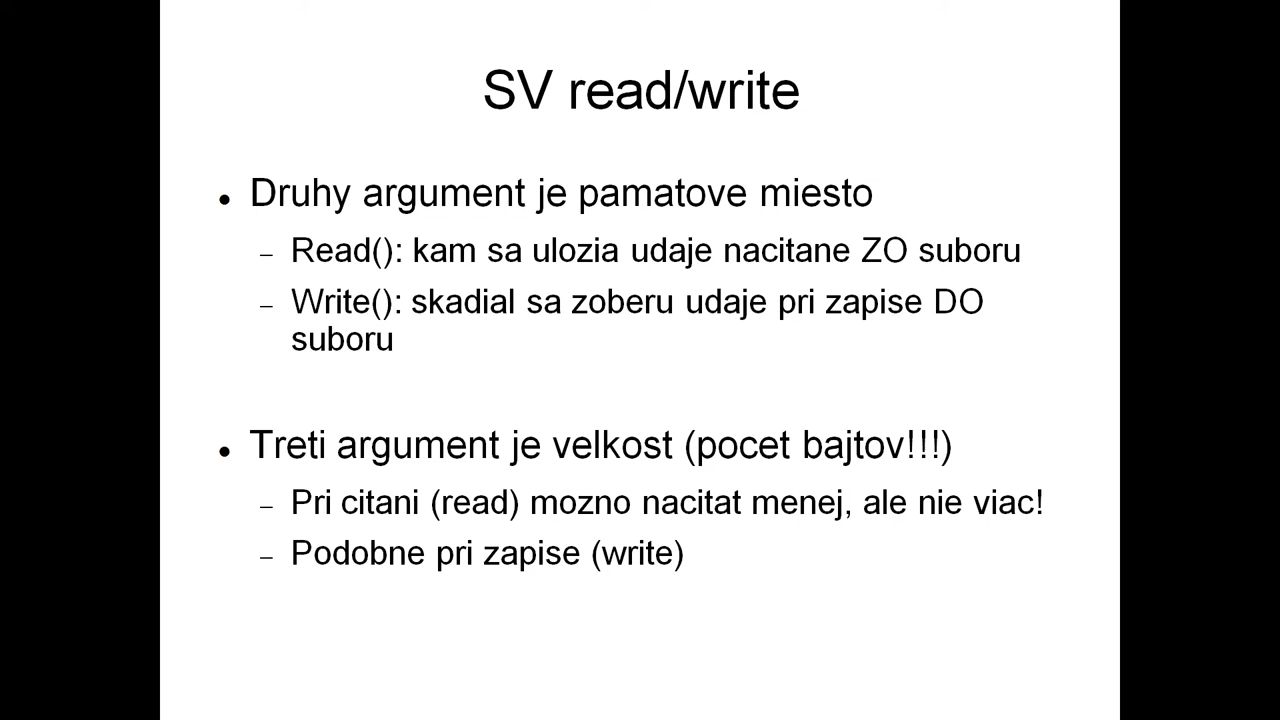 SV read/write
● Druhy argument je pamatove miesto
– Read(): kam sa ulozia udaje nacitane ZO suboru
– Write(): skadial sa zoberu udaje pri zapise DO
suboru
● Treti argument je velkost (pocet bajtov!!!)
– Pri citani (read) mozno nacitat menej, ale nie viac!
– Podobne pri zapise (write)